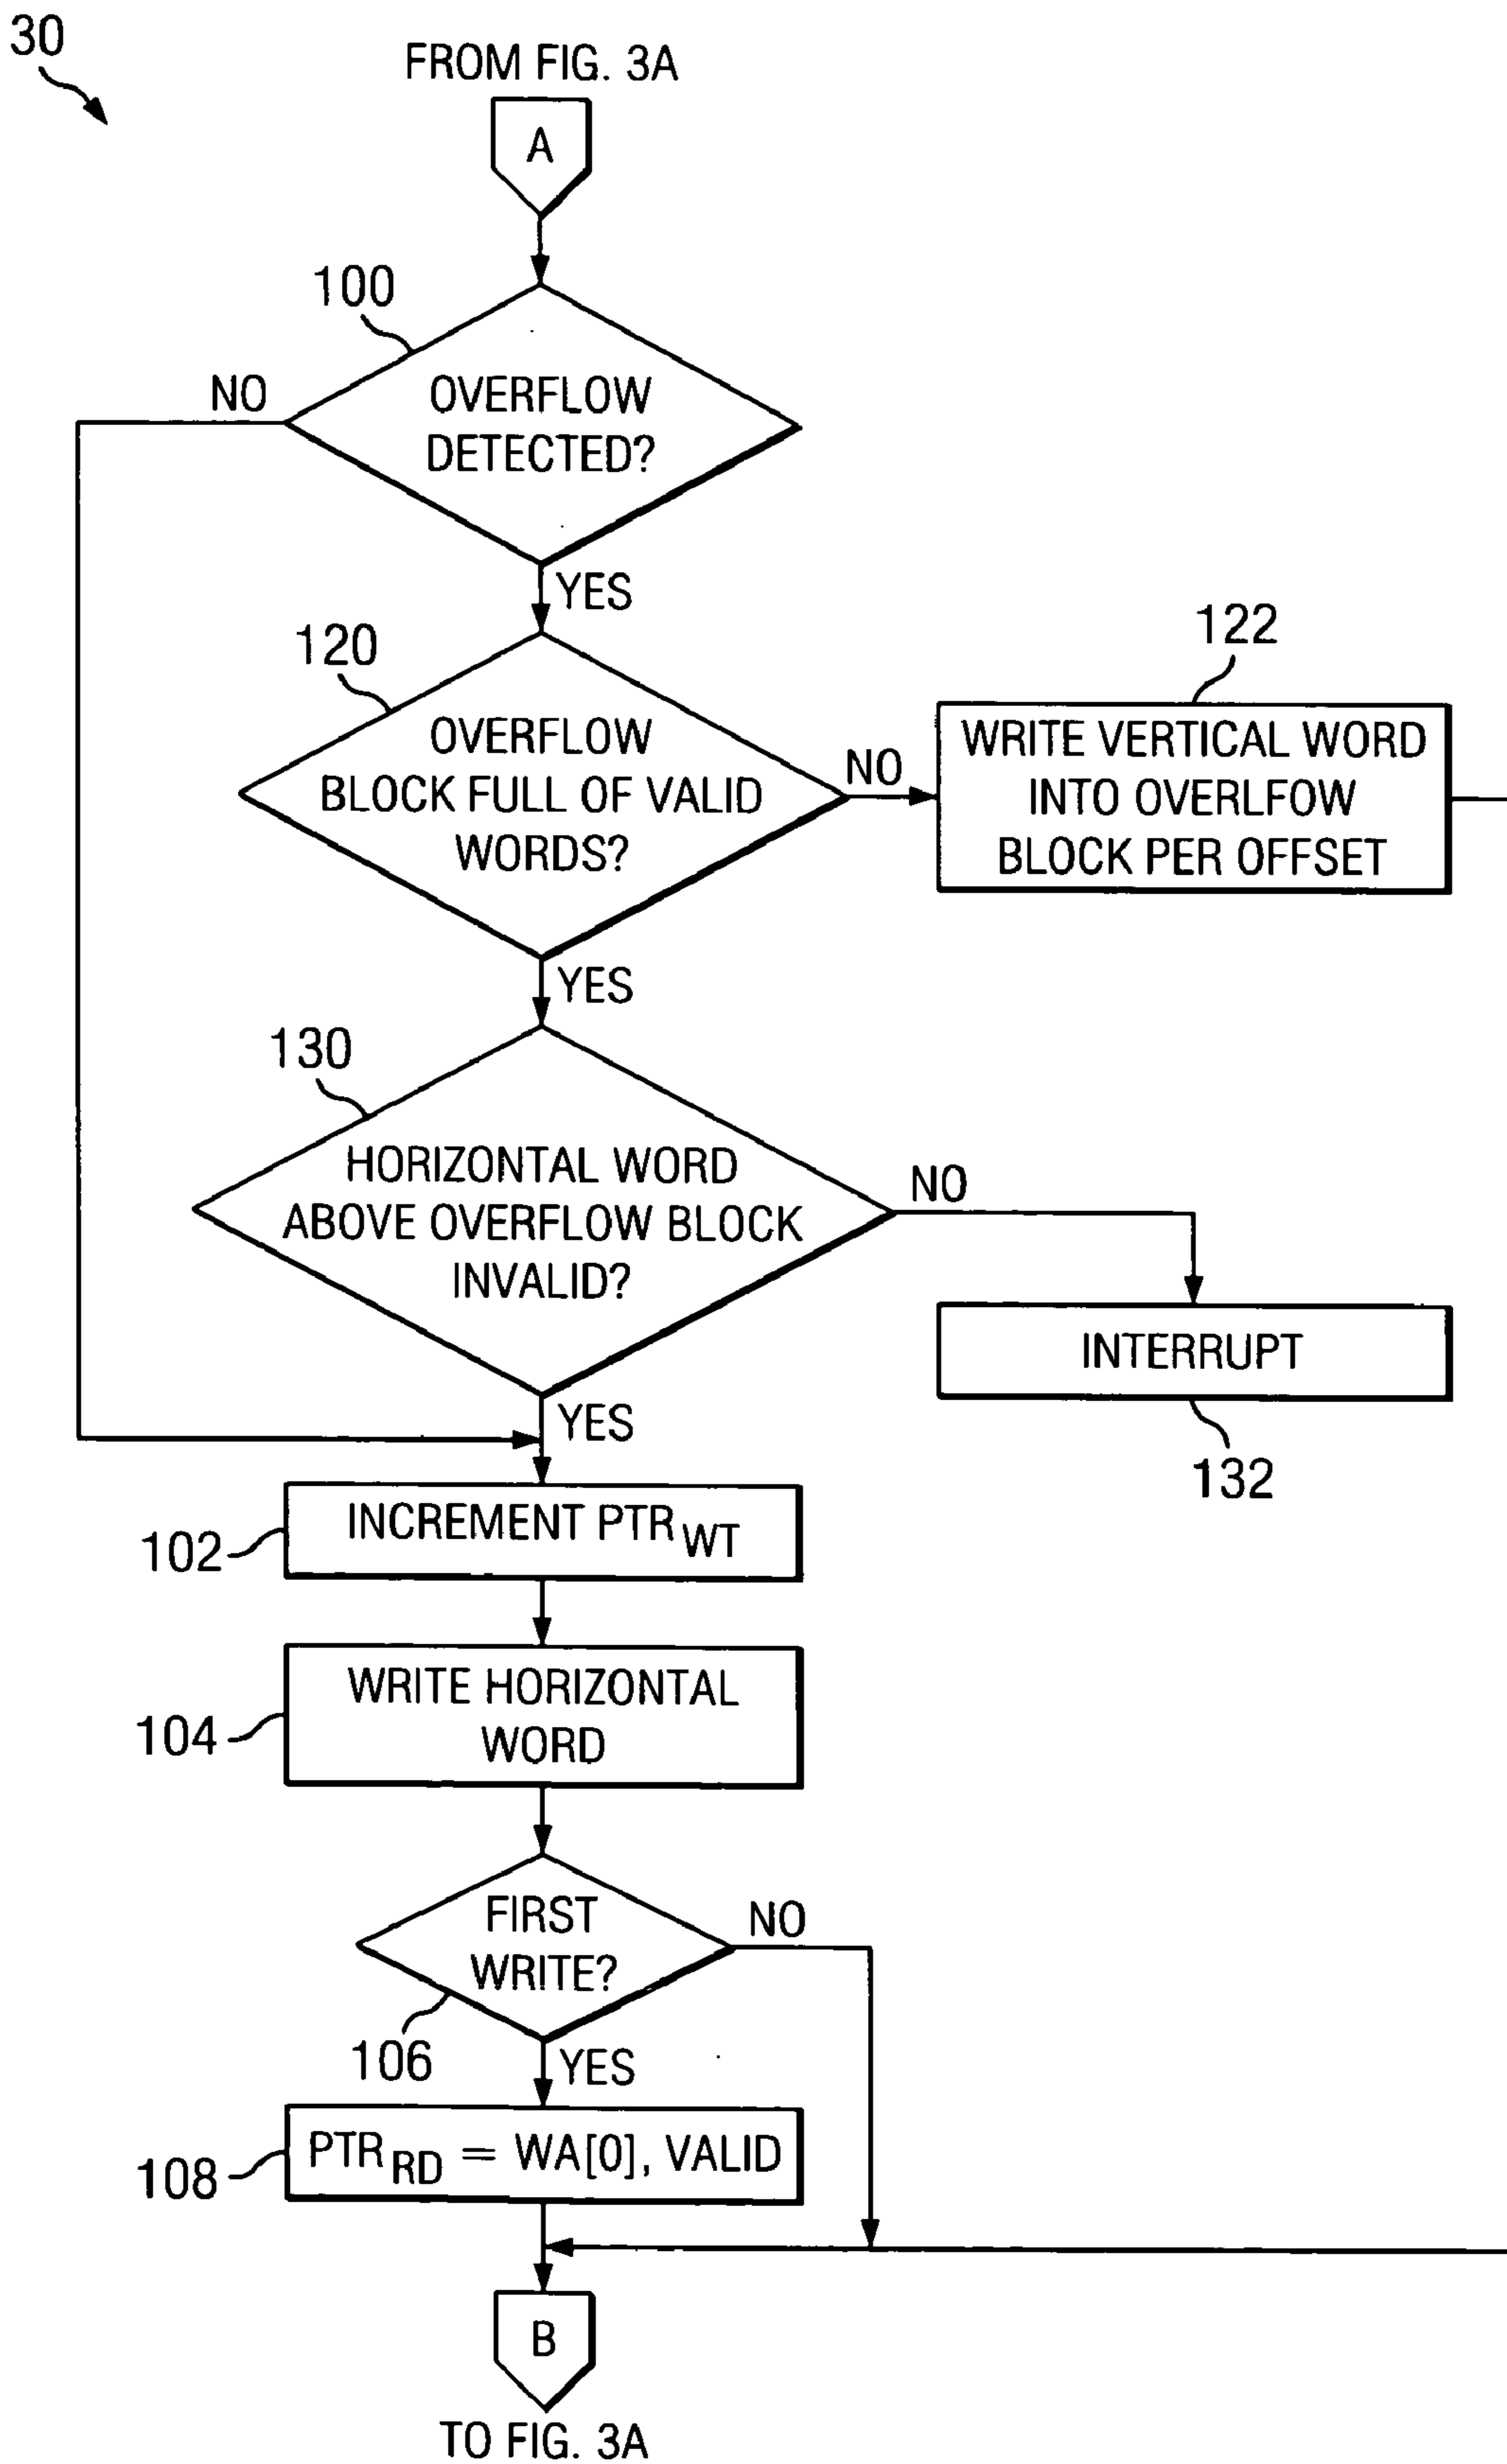 30
FROM FIG. 3A
A
100
NO
OVERFLOW
DETECTED?
YES
120
122
OVERFLOW
BLOCK FULL OF VALID
WORDS?
NO
WRITE VERTICAL WORD
INTO OVERLFOW
BLOCK PER OFFSET
YES
130
HORIZONTAL WORD
ABOVE OVERFLOW BLOCK
INVALID?
NO
INTERRUPT
132
YES
102
INCREMENT PTR WT
104
WRITE HORIZONTAL
WORD
FIRST
WRITE?
NO
106
YES
108
PTR RD = WA[0], VALID
B
TO FIG. 3A